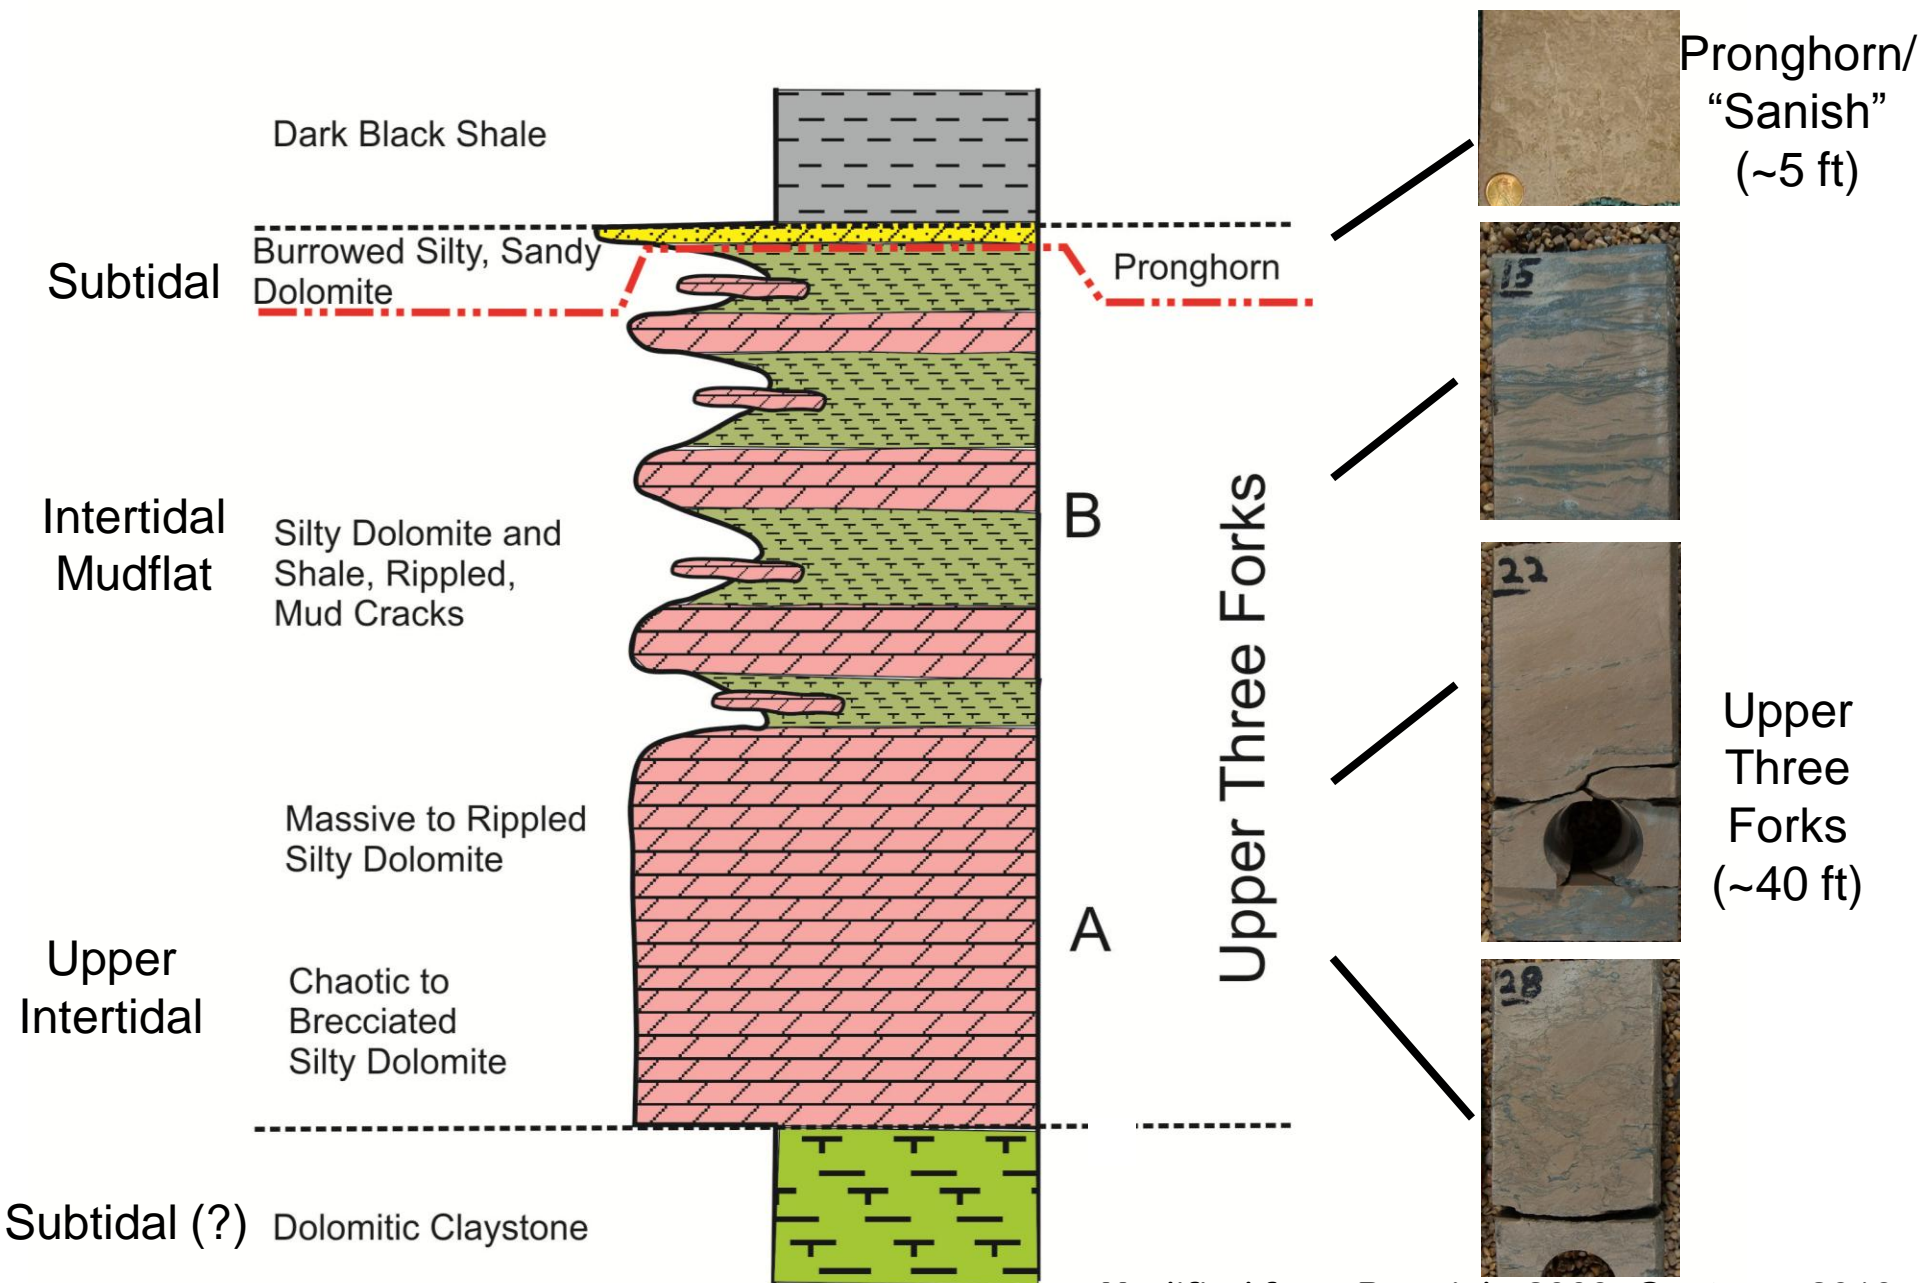 Dark Black Shale
Burrowed Silty, Sandy
Dolomite
Subtidal
Pronghorn
Intertidal
Mudflat
Silty Dolomite and
Shale, Rippled,
Mud Cracks
B
Upper Three Forks
Massive to Rippled
Silty Dolomite
A
Upper
Intertidal
Chaotic to
Brecciated
Silty Dolomite
Subtidal (?)
Dolomitic Claystone
Pronghorn/
“Sanish”
(~5 ft)
15
22
Upper
Three
Forks
(~40 ft)
28